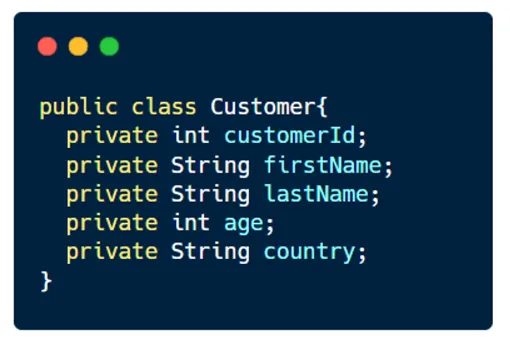 public class Customer{
  private int customerId;
  private String firstName;
  private String lastName;
  private int age;
  private String country;
}